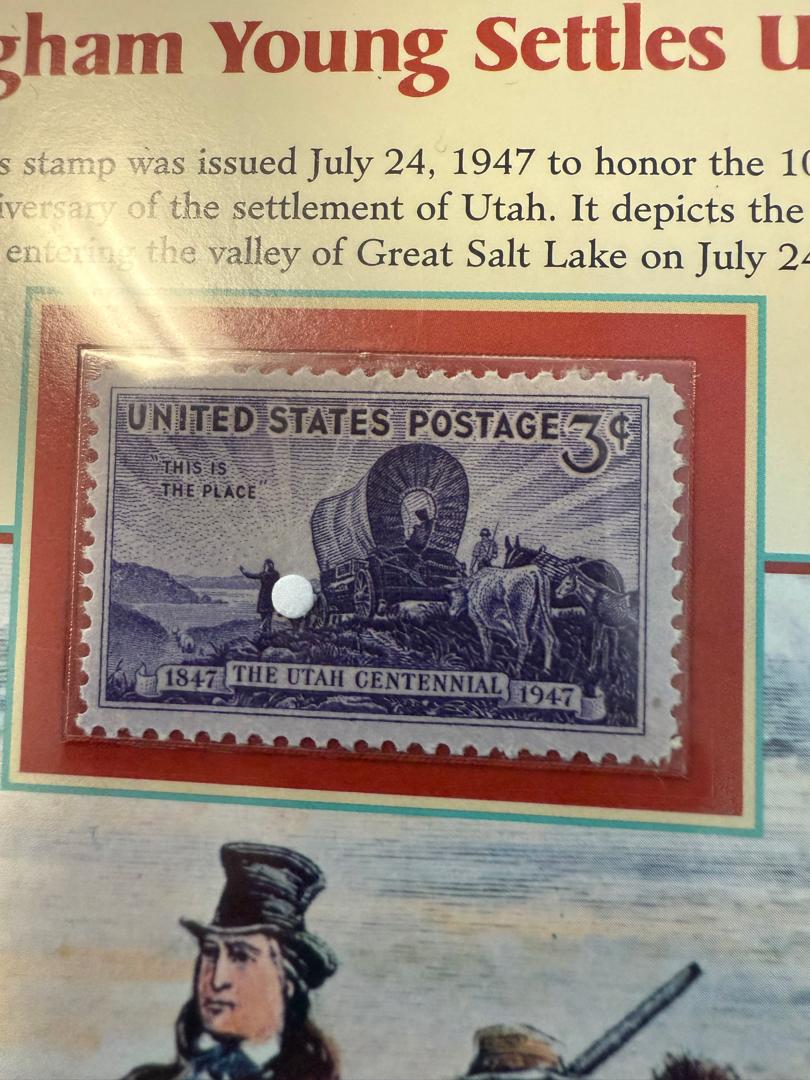 gham Young Settles U
s stamp was issued July 24, 1947 to honor the 10
iversary of the settlement of Utah. It depicts the
entering the valley of Great Salt Lake on July 24
UNITED STATES POSTAGE 3¢
"THIS IS
THE PLACE"
1847 THE UTAH CENTENNIAL 1947